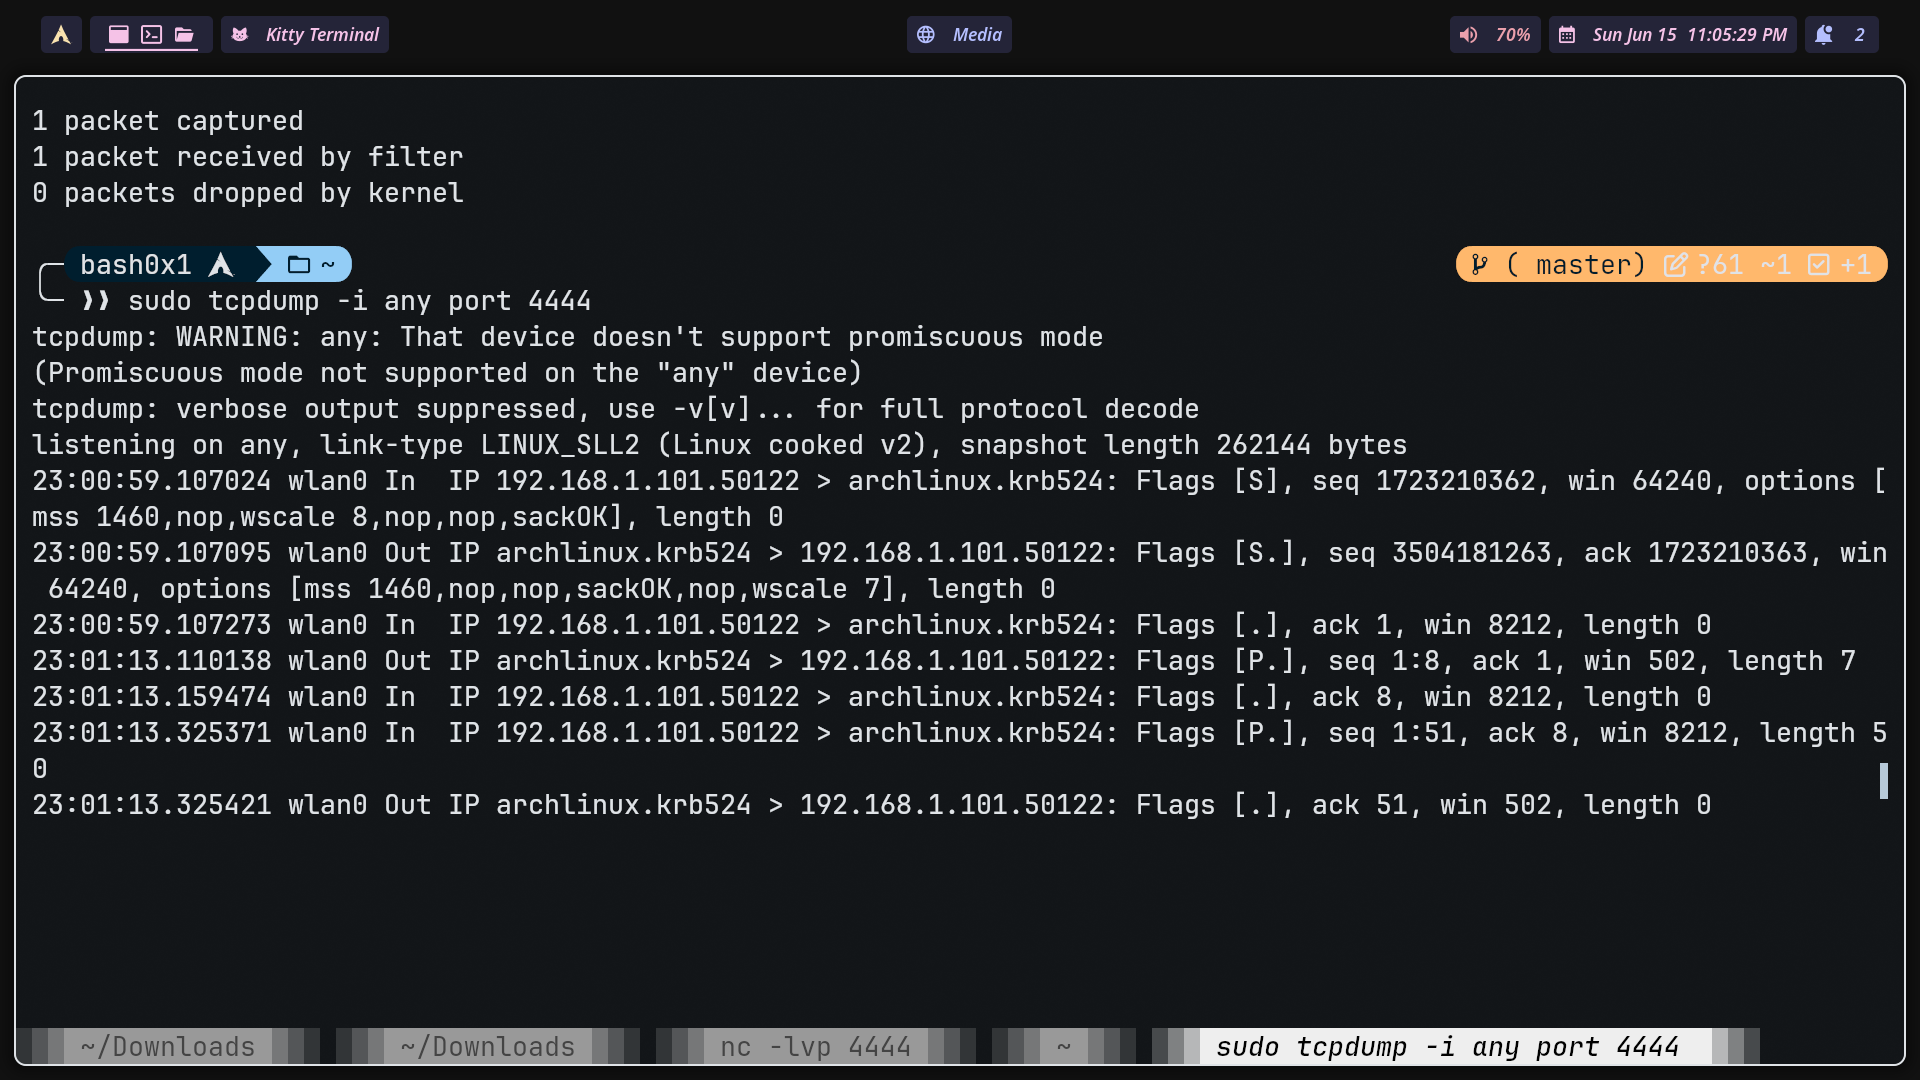 Kitty Terminal
Media
70%
Sun Jun 15 11:05:29 PM
2
1 packet captured
1 packet received by filter
0 packets dropped by kernel
bash0x1 ~
( master) ?61 ~1 +1
❱❱ sudo tcpdump -i any port 4444
tcpdump: WARNING: any: That device doesn't support promiscuous mode
(Promiscuous mode not supported on the "any" device)
tcpdump: verbose output suppressed, use -v[v]... for full protocol decode
listening on any, link-type LINUX_SLL2 (Linux cooked v2), snapshot length 262144 bytes
23:00:59.107024 wlan0 In  IP 192.168.1.101.50122 > archlinux.krb524: Flags [S], seq 1723210362, win 64240, options [
mss 1460,nop,wscale 8,nop,nop,sackOK], length 0
23:00:59.107095 wlan0 Out IP archlinux.krb524 > 192.168.1.101.50122: Flags [S.], seq 3504181263, ack 1723210363, win
64240, options [mss 1460,nop,nop,sackOK,nop,wscale 7], length 0
23:00:59.107273 wlan0 In  IP 192.168.1.101.50122 > archlinux.krb524: Flags [.], ack 1, win 8212, length 0
23:01:13.110138 wlan0 Out IP archlinux.krb524 > 192.168.1.101.50122: Flags [P.], seq 1:8, ack 1, win 502, length 7
23:01:13.159474 wlan0 In  IP 192.168.1.101.50122 > archlinux.krb524: Flags [.], ack 8, win 8212, length 0
23:01:13.325371 wlan0 In  IP 192.168.1.101.50122 > archlinux.krb524: Flags [P.], seq 1:51, ack 8, win 8212, length 5
0
23:01:13.325421 wlan0 Out IP archlinux.krb524 > 192.168.1.101.50122: Flags [.], ack 51, win 502, length 0
~/Downloads
~/Downloads
nc -lvp 4444
~
sudo tcpdump -i any port 4444